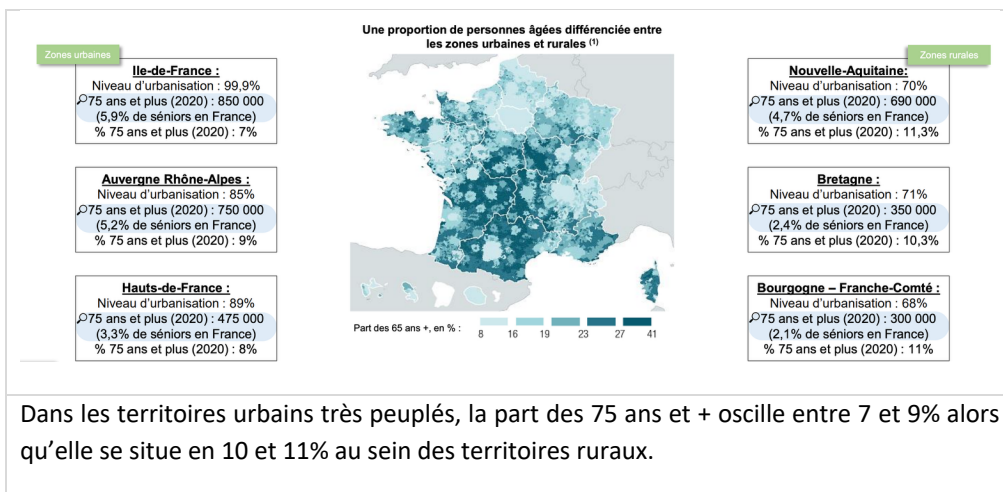 Une proportion de personnes âgées différenciée entre
les zones urbaines et rurales (1)
Zones urbaines
Ile-de-France :
Niveau d'urbanisation : 99,9%
75 ans et plus (2020) : 850 000
(5,9% de séniors en France)
% 75 ans et plus (2020) : 7%
Auvergne Rhône-Alpes :
Niveau d'urbanisation : 85%
75 ans et plus (2020) : 750 000
(5,2% de séniors en France)
% 75 ans et plus (2020) : 9%
Hauts-de-France :
Niveau d'urbanisation : 89%
75 ans et plus (2020) : 475 000
(3,3% de séniors en France)
% 75 ans et plus (2020) : 8%
Part des 65 ans +, en % :
8 16 19 23 27 41
Zones rurales
Nouvelle-Aquitaine:
Niveau d'urbanisation : 70%
75 ans et plus (2020) : 690 000
(4,7% de séniors en France)
% 75 ans et plus (2020) : 11,3%
Bretagne :
Niveau d'urbanisation : 71%
75 ans et plus (2020) : 350 000
(2,4% de séniors en France)
% 75 ans et plus (2020) : 10,3%
Bourgogne – Franche-Comté :
Niveau d'urbanisation : 68%
75 ans et plus (2020) : 300 000
(2,1% de séniors en France)
% 75 ans et plus (2020) : 11%
Dans les territoires urbains très peuplés, la part des 75 ans et + oscille entre 7 et 9% alors
qu'elle se situe en 10 et 11% au sein des territoires ruraux.